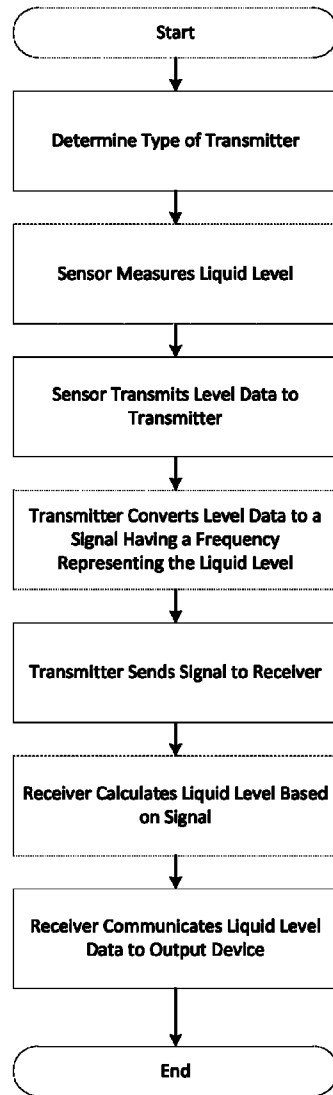 Start
Determine Type of Transmitter
Sensor Measures Liquid Level
Sensor Transmits Level Data to
Transmitter
Transmitter Converts Level Data to a
Signal Having a Frequency
Representing the Liquid Level
Transmitter Sends Signal to Receiver
Receiver Calculates Liquid Level Based
on Signal
Receiver Communicates Liquid Level
Data to Output Device
End